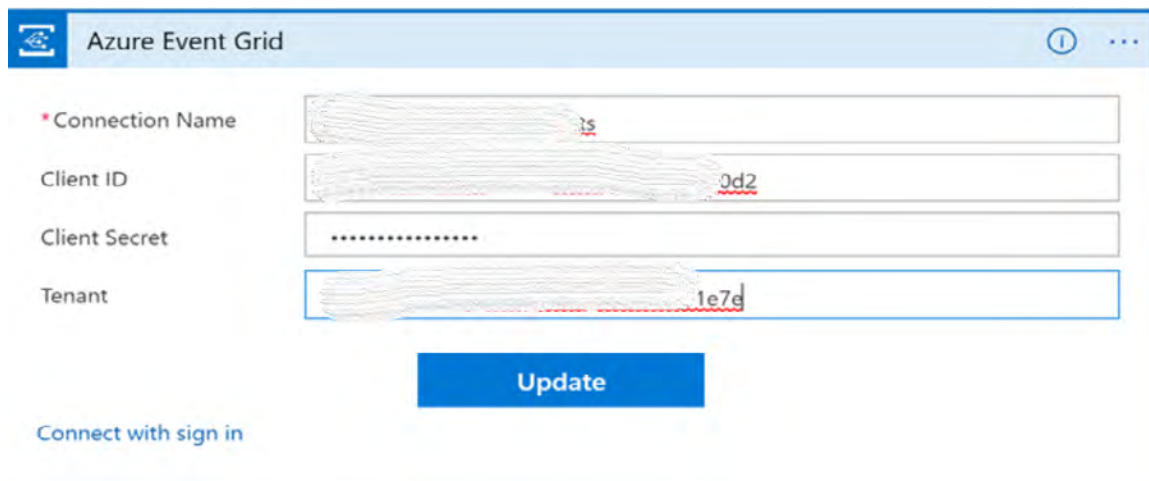 Azure Event Grid
* Connection Name
ts
Client ID
0d2
Client Secret
••••••••••••••••
Tenant
1e7e
Update
Connect with sign in